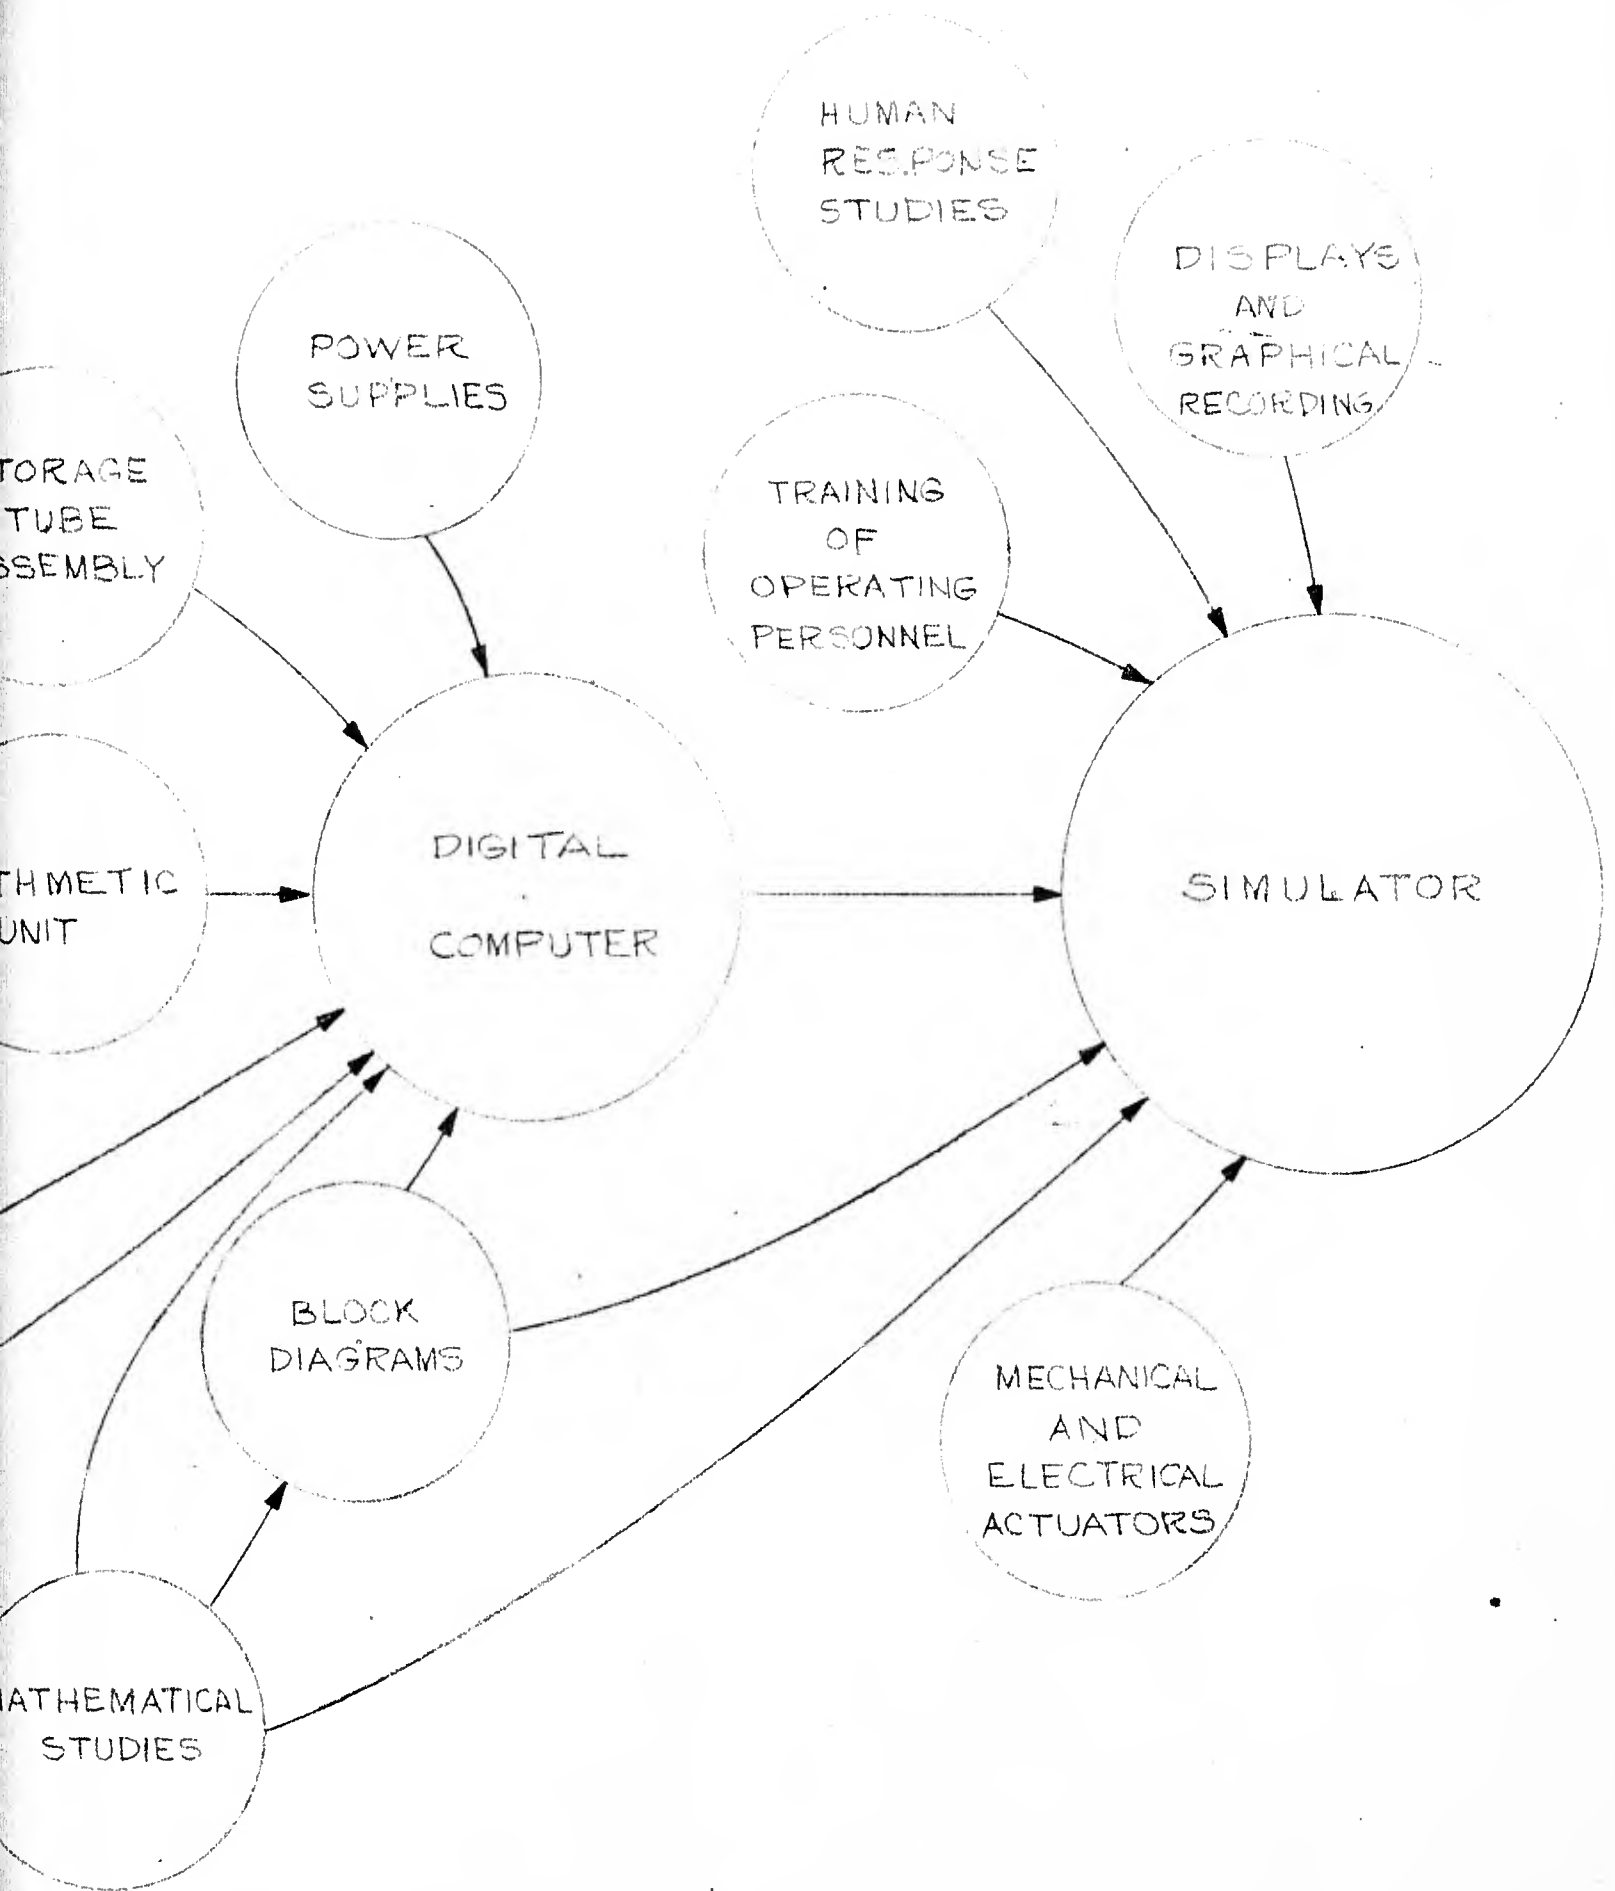 HUMAN
RESPONSE
STUDIES
DISPLAYS
AND
GRAPHICAL
RECORDING
POWER
SUPPLIES
TORAGE
TUBE
SSEMBLY
TRAINING
OF
OPERATING
PERSONNEL
DIGITAL
COMPUTER
THMETIC
UNIT
SIMULATOR
BLOCK
DIAGRAMS
MECHANICAL
AND
ELECTRICAL
ACTUATORS
ATHEMATICAL
STUDIES